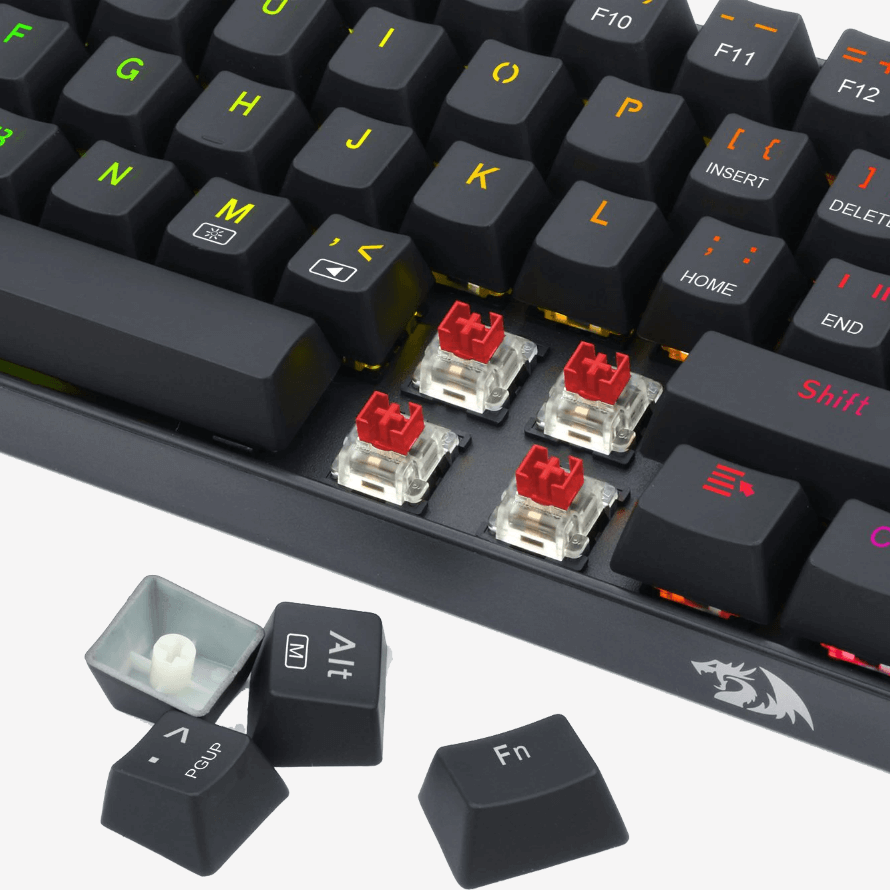 U
I
O
F10
- –
F11
= +
F12
F
G
H
J
K
L
P
[ {
INSERT
]
DELETE
N
M
, <
; :
HOME
' "
END
Shift
Alt
M
>
.
PGUP
Fn